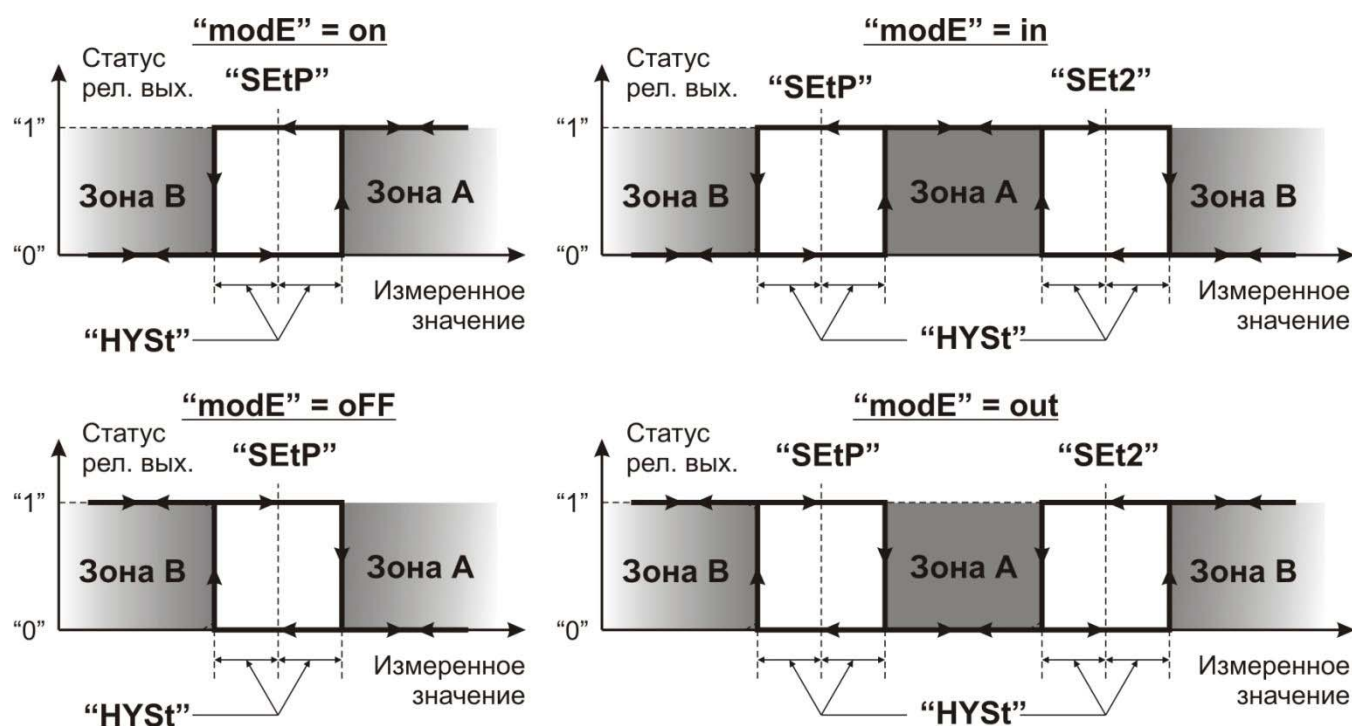 “modE” = on
Статус
рел. вых.
“SEtP”
“1”
Зона B
Зона A
“0”
Измеренное
значение
“HYSt”
“modE” = in
Статус
рел. вых.
“SEtP”
“SEt2”
“1”
Зона B
Зона A
Зона B
“0”
Измеренное
значение
“HYSt”
“modE” = oFF
Статус
рел. вых.
“SEtP”
“1”
Зона B
Зона A
“0”
Измеренное
значение
“HYSt”
“modE” = out
Статус
рел. вых.
“SEtP”
“SEt2”
“1”
Зона B
Зона A
Зона B
“0”
Измеренное
значение
“HYSt”